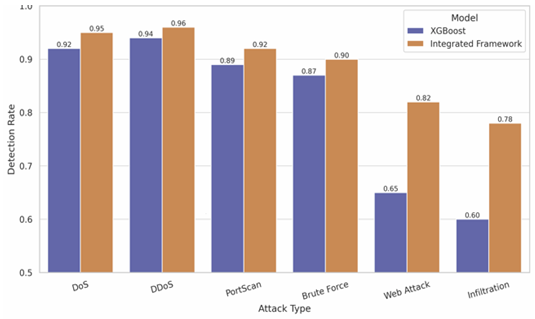 1.0
0.9
0.8
0.7
0.6
0.5
Detection Rate
Model
XGBoost
Integrated Framework
0.92
0.95
0.94
0.96
0.89
0.92
0.87
0.90
0.65
0.82
0.60
0.78
DoS
DDoS
PortScan
Brute Force
Web Attack
Infiltration
Attack Type